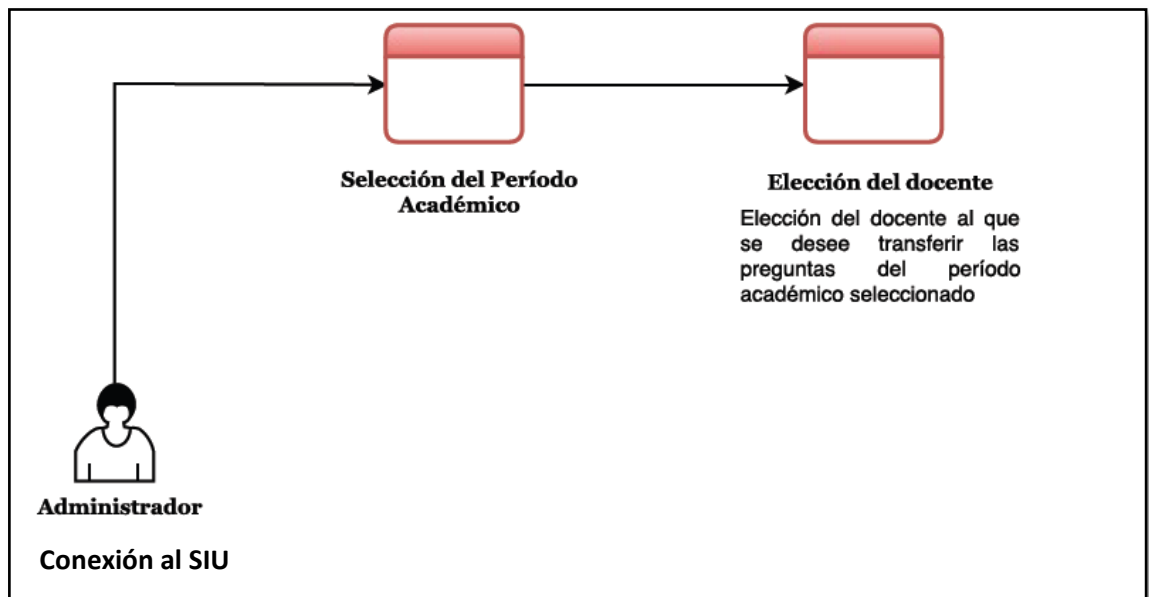 Selección del Período
Académico
Elección del docente
Elección del docente al que
se desee transferir las
preguntas del período
académico seleccionado
Administrador
Conexión al SIU